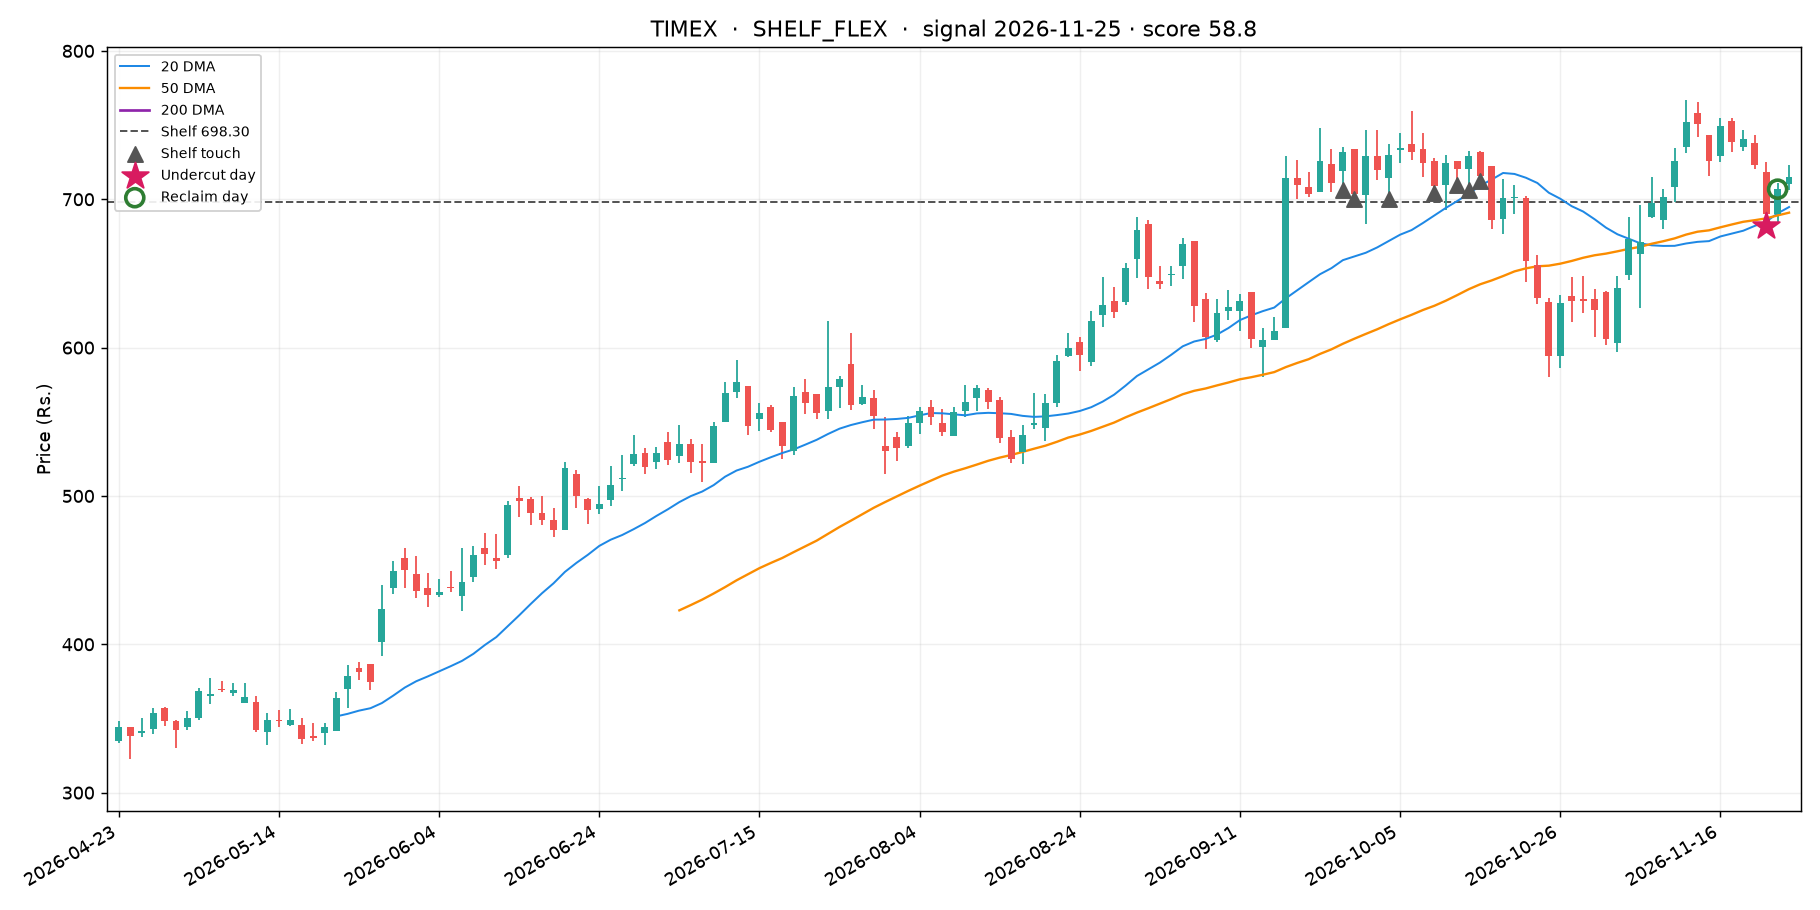 TIMEX · SHELF_FLEX · signal 2026-11-25 · score 58.8
20 DMA
50 DMA
200 DMA
Shelf 698.30
Shelf touch
Undercut day
Reclaim day
Price (Rs.)
800
700
600
500
400
300
2026-04-23
2026-05-14
2026-06-04
2026-06-24
2026-07-15
2026-08-04
2026-08-24
2026-09-11
2026-10-05
2026-10-26
2026-11-16